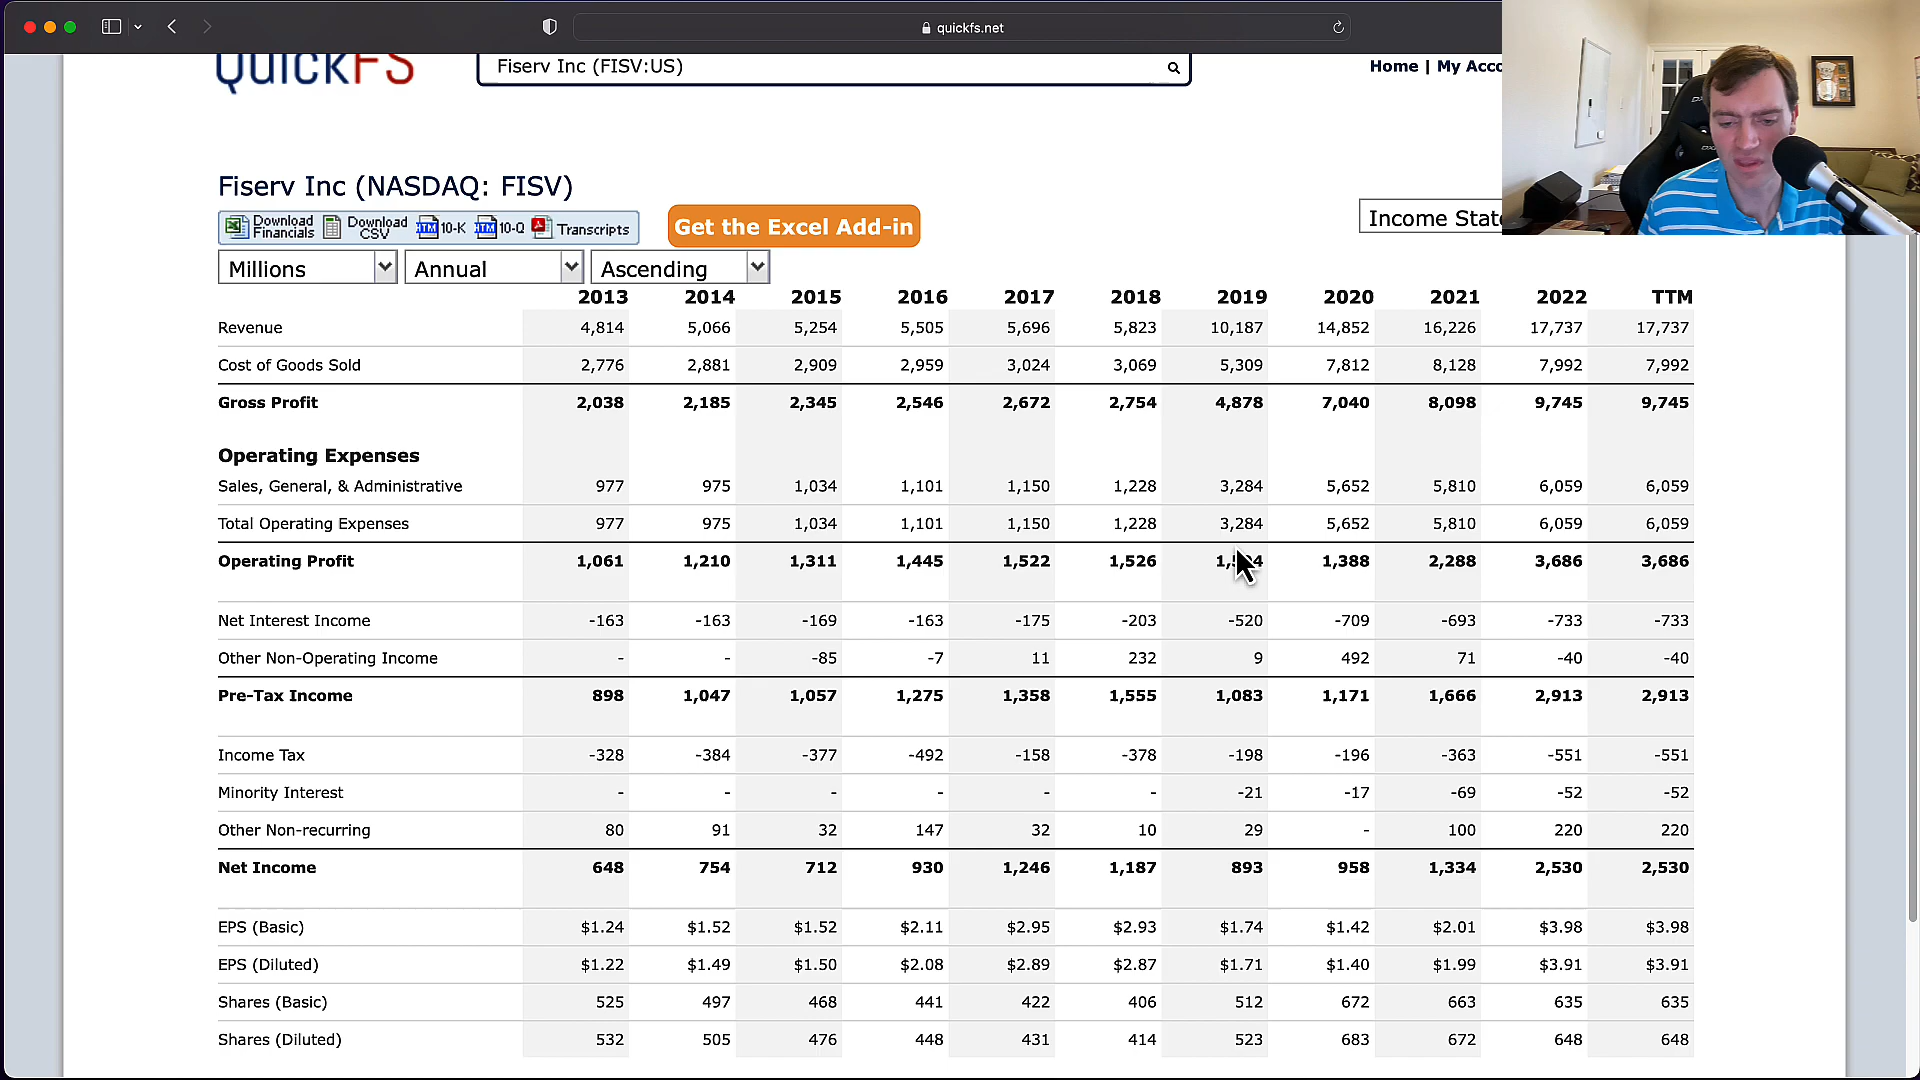 quickfs.net
QuickFS
Fiserv Inc (FISV:US)
Home | My Acco
Fiserv Inc (NASDAQ: FISV)
Download Financials Download CSV 10-K 10-Q Transcripts
Get the Excel Add-in
Income State
Millions Annual Ascending
2013 2014 2015 2016 2017 2018 2019 2020 2021 2022 TTM
Revenue 4,814 5,066 5,254 5,505 5,696 5,823 10,187 14,852 16,226 17,737 17,737
Cost of Goods Sold 2,776 2,881 2,909 2,959 3,024 3,069 5,309 7,812 8,128 7,992 7,992
Gross Profit 2,038 2,185 2,345 2,546 2,672 2,754 4,878 7,040 8,098 9,745 9,745
Operating Expenses
Sales, General, & Administrative 977 975 1,034 1,101 1,150 1,228 3,284 5,652 5,810 6,059 6,059
Total Operating Expenses 977 975 1,034 1,101 1,150 1,228 3,284 5,652 5,810 6,059 6,059
Operating Profit 1,061 1,210 1,311 1,445 1,522 1,526 1,388 2,288 3,686 3,686
Net Interest Income -163 -163 -169 -163 -175 -203 -520 -709 -693 -733 -733
Other Non-Operating Income - - -85 -7 11 232 9 492 71 -40 -40
Pre-Tax Income 898 1,047 1,057 1,275 1,358 1,555 1,083 1,171 1,666 2,913 2,913
Income Tax -328 -384 -377 -492 -158 -378 -198 -196 -363 -551 -551
Minority Interest - - - - - - -21 -17 -69 -52 -52
Other Non-recurring 80 91 32 147 32 10 29 - 100 220 220
Net Income 648 754 712 930 1,246 1,187 893 958 1,334 2,530 2,530
EPS (Basic) $1.24 $1.52 $1.52 $2.11 $2.95 $2.93 $1.74 $1.42 $2.01 $3.98 $3.98
EPS (Diluted) $1.22 $1.49 $1.50 $2.08 $2.89 $2.87 $1.71 $1.40 $1.99 $3.91 $3.91
Shares (Basic) 525 497 468 441 422 406 512 672 663 635 635
Shares (Diluted) 532 505 476 448 431 414 523 683 672 648 648